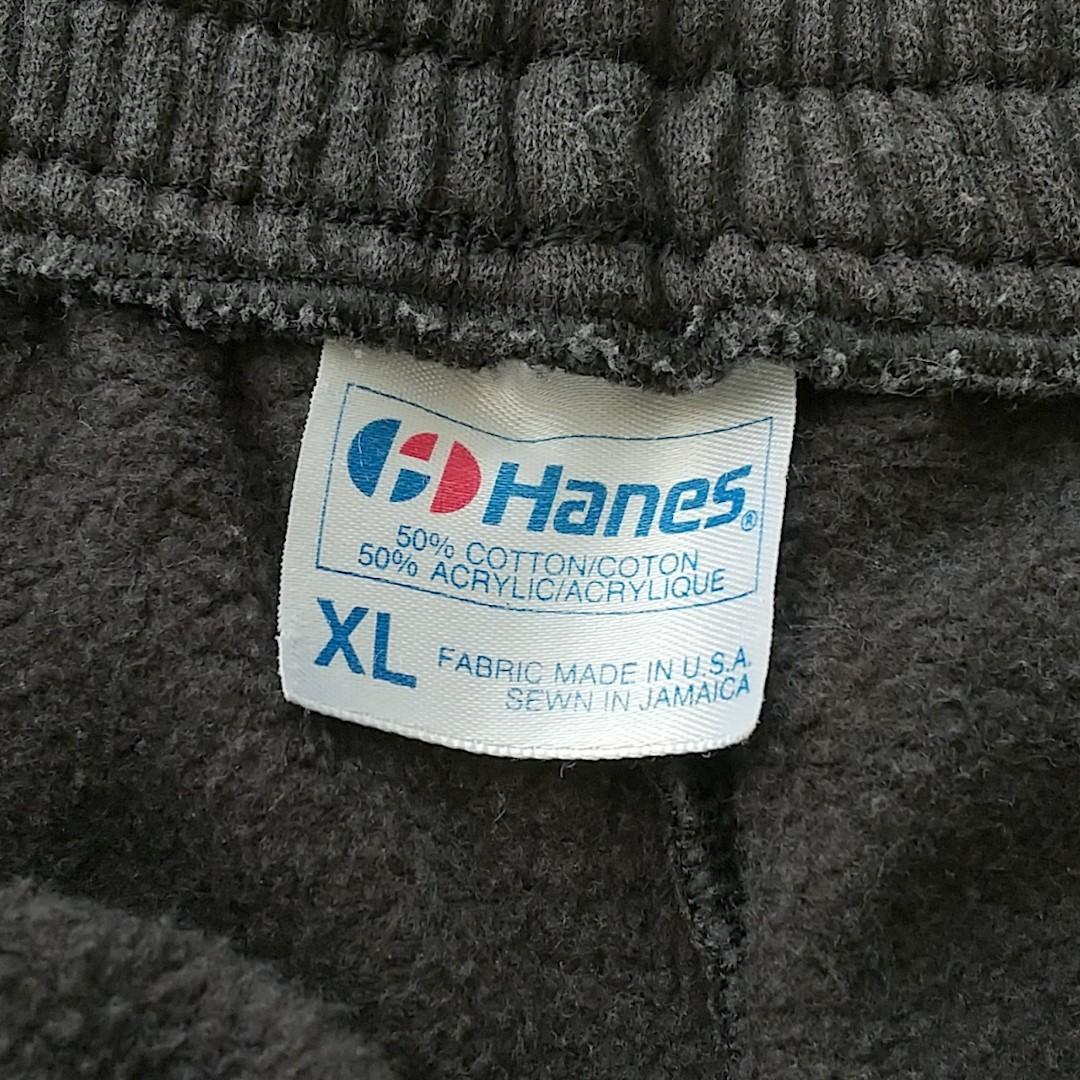 Hanes®
50% COTTON/COTON
50% ACRYLIC/ACRYLIQUE
XL
FABRIC MADE IN U.S.A.
SEWN IN JAMAICA